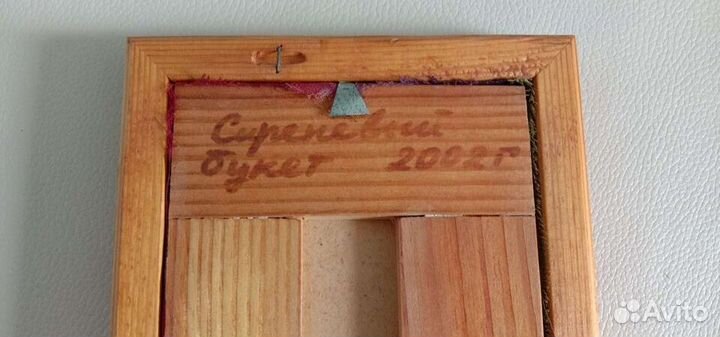 Сиреневый
букет 2002г
Avito